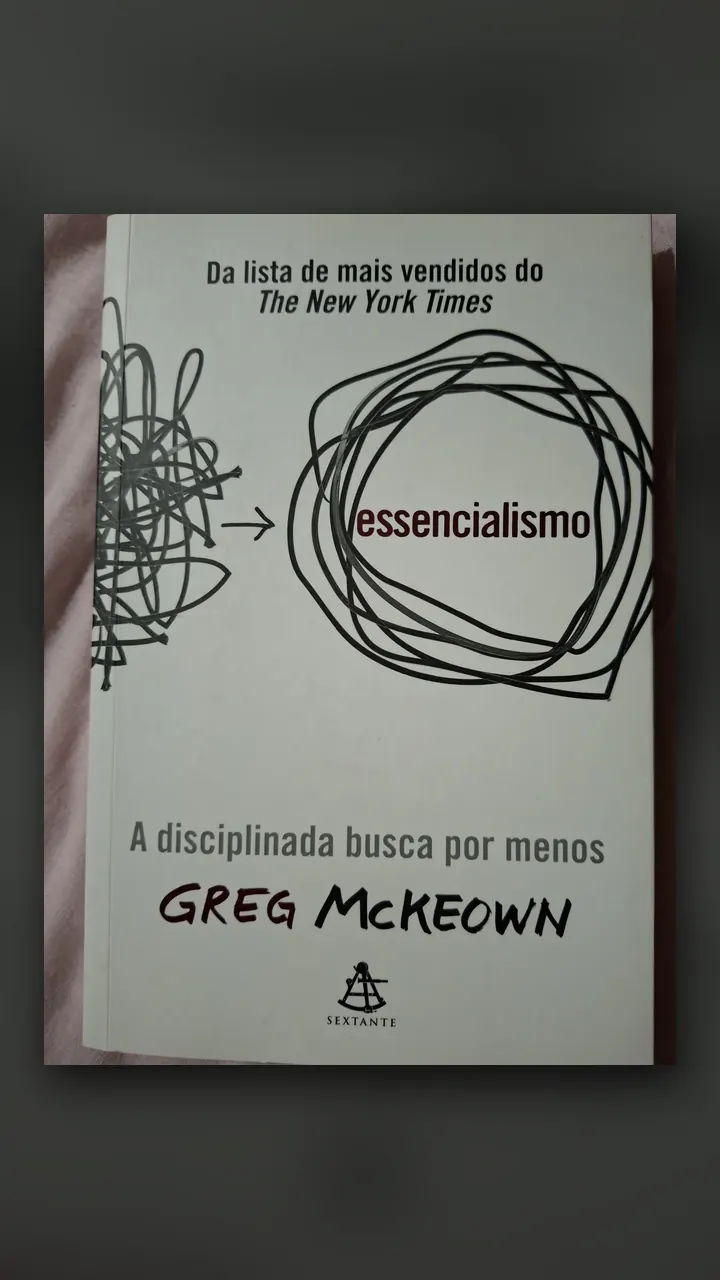 Da lista de mais vendidos do
The New York Times
essencialismo
A disciplinada busca por menos
GREG McKEOWN
SEXTANTE